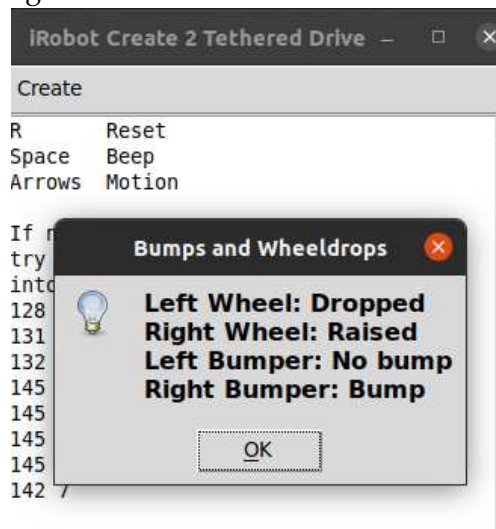 iRobot Create 2 Tethered Drive
Create
R Reset
Space Beep
Arrows Motion
If
try
into
128
131
132
145
145
145
145
142 7
Bumps and Wheeldrops
Left Wheel: Dropped
Right Wheel: Raised
Left Bumper: No bump
Right Bumper: Bump
OK